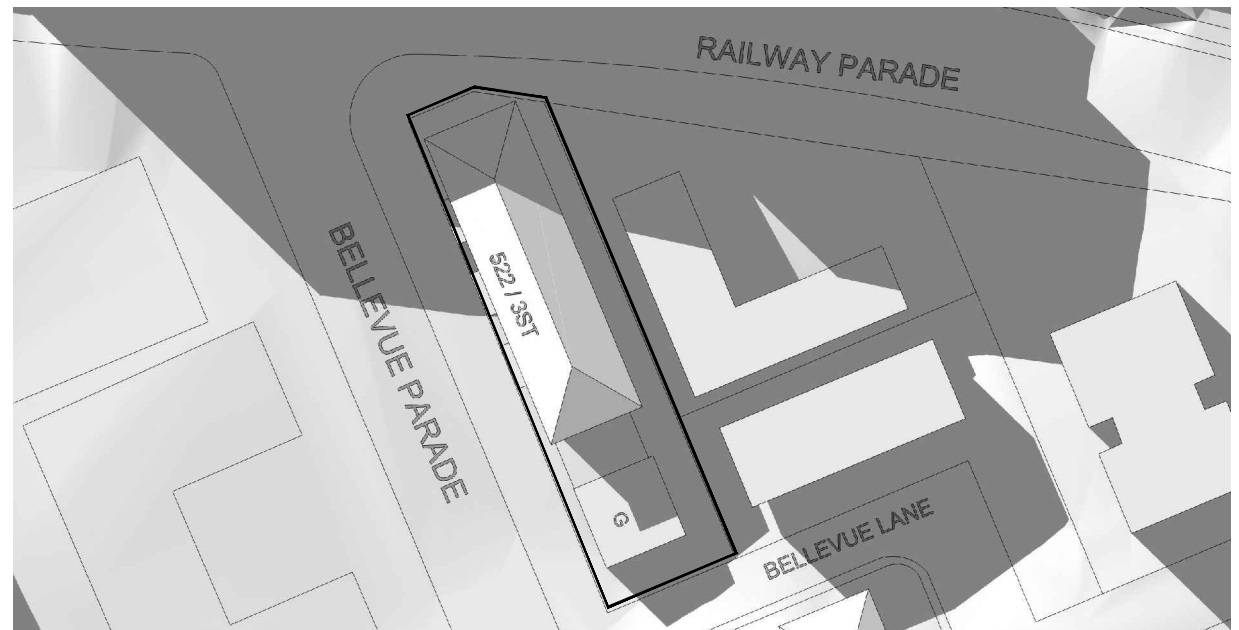 RAILWAY PARADE
BELLEVUE PARADE
522 / 3ST
G
BELLEVUE LANE